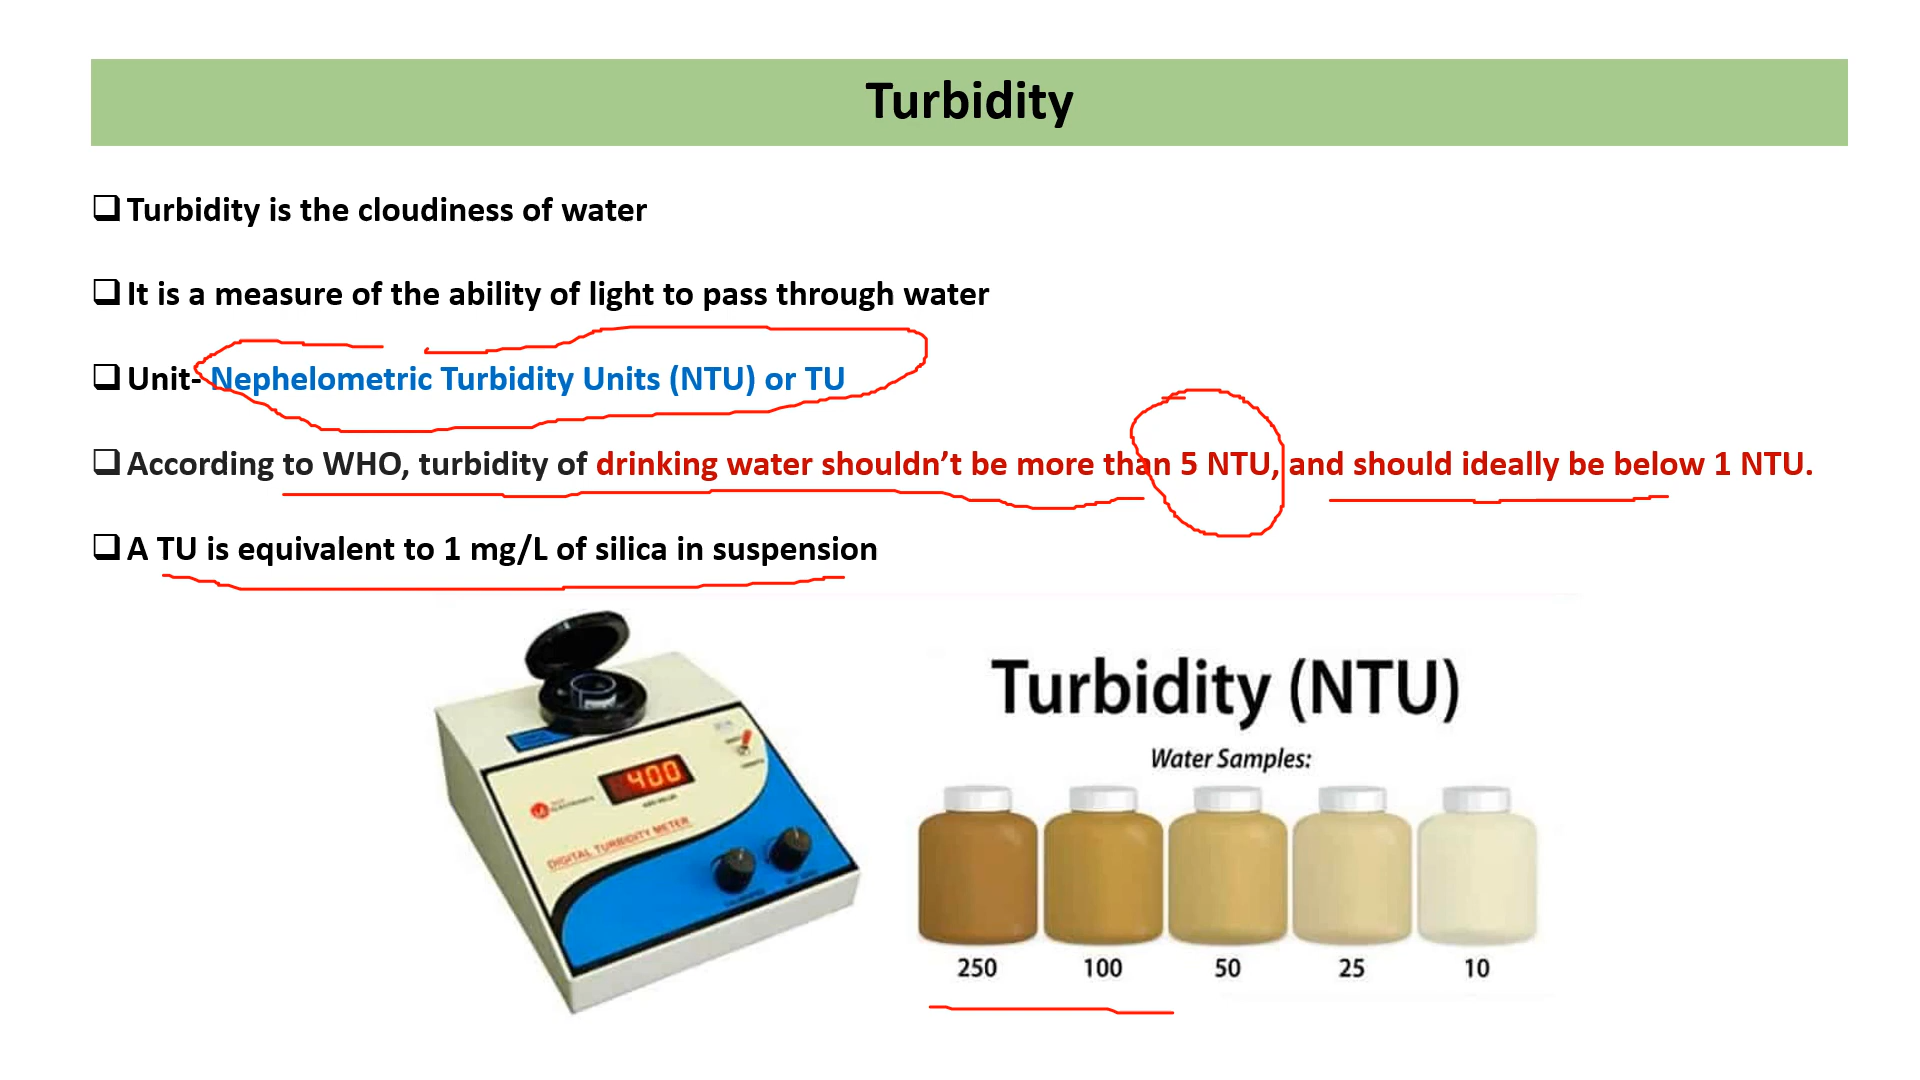 Turbidity
Turbidity is the cloudiness of water
It is a measure of the ability of light to pass through water
Unit- Nephelometric Turbidity Units (NTU) or TU
According to WHO, turbidity of drinking water shouldn't be more than 5 NTU, and should ideally be below 1 NTU.
A TU is equivalent to 1 mg/L of silica in suspension
400
DIGITAL TURBIDITY METER
Turbidity (NTU)
Water Samples:
250 100 50 25 10